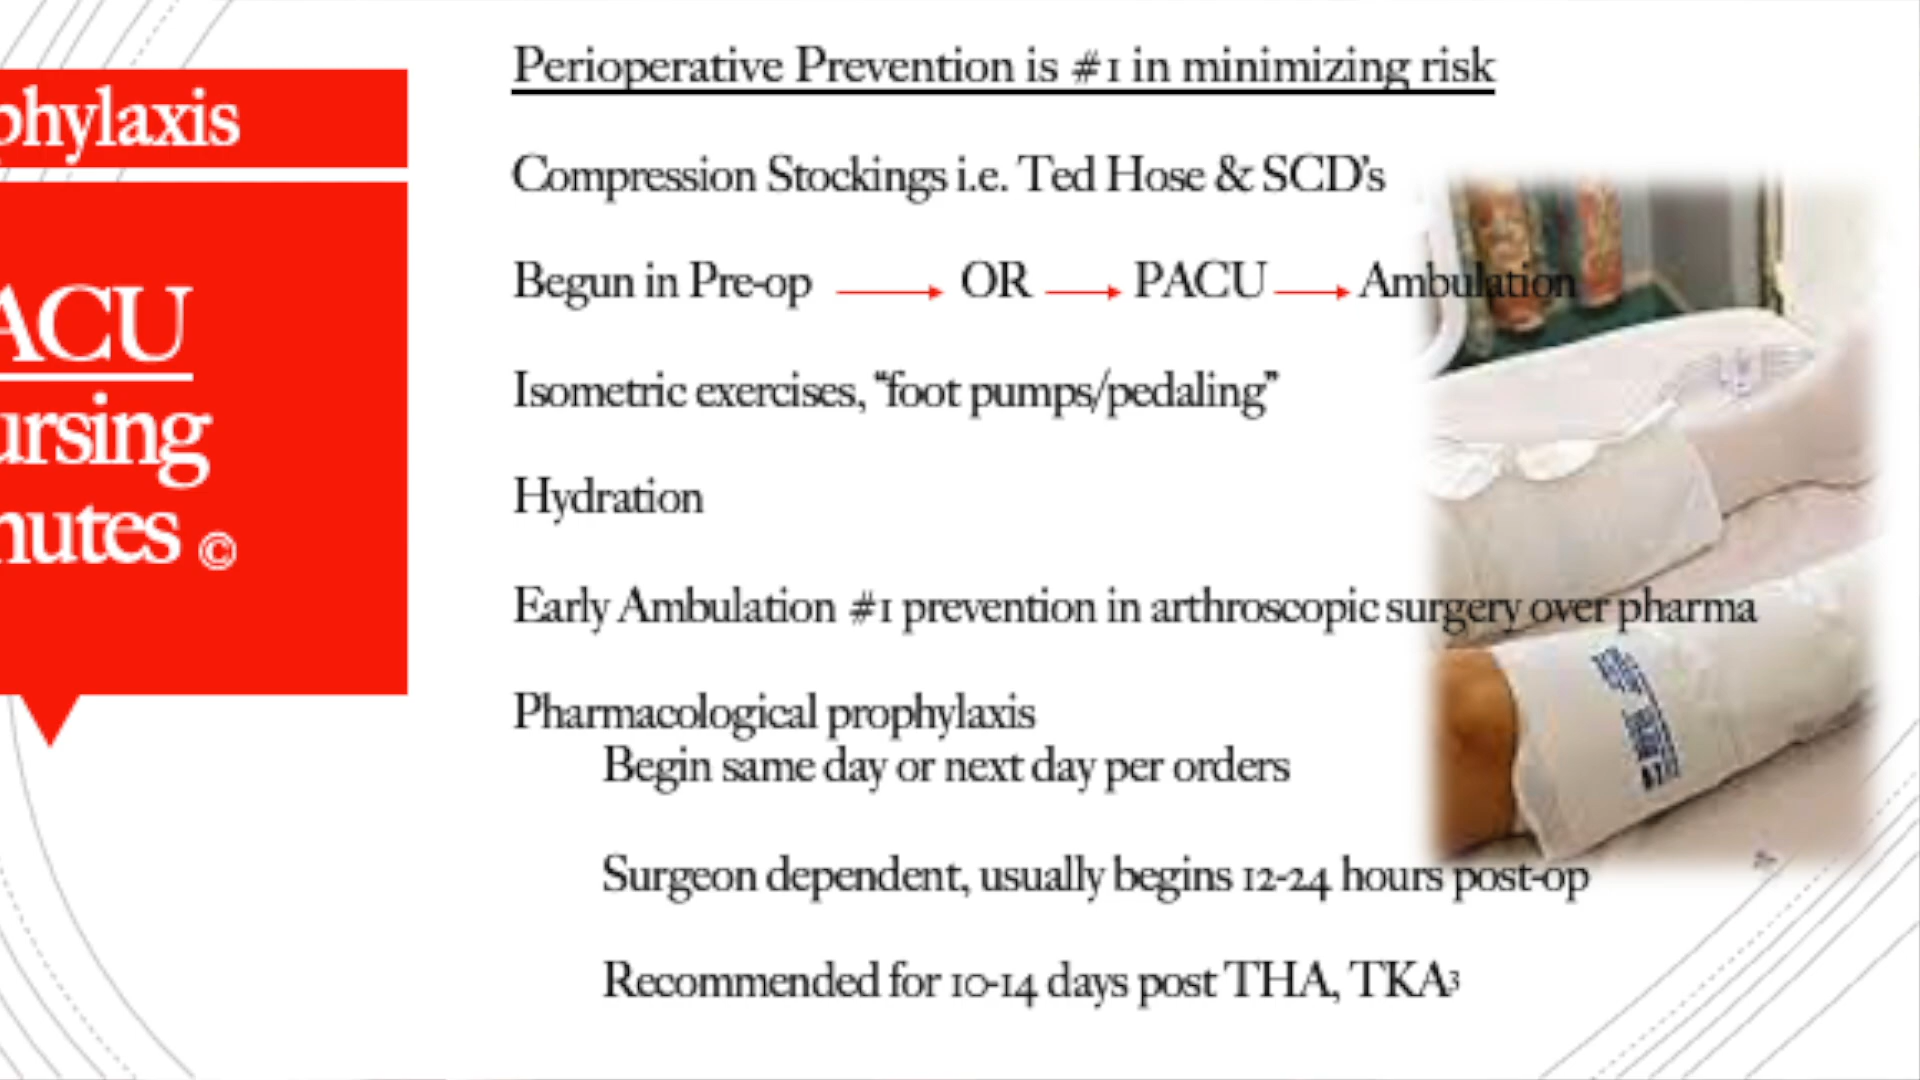 phylaxis
ACU
ursing
nutes ©
Perioperative Prevention is #1 in minimizing risk
Compression Stockings i.e. Ted Hose & SCD's
Begun in Pre-op → OR → PACU → Ambulation
Isometric exercises, “foot pumps/pedaling”
Hydration
Early Ambulation #1 prevention in arthroscopic surgery over pharma
Pharmacological prophylaxis
Begin same day or next day per orders
Surgeon dependent, usually begins 12-24 hours post-op
Recommended for 10-14 days post THA, TKA³